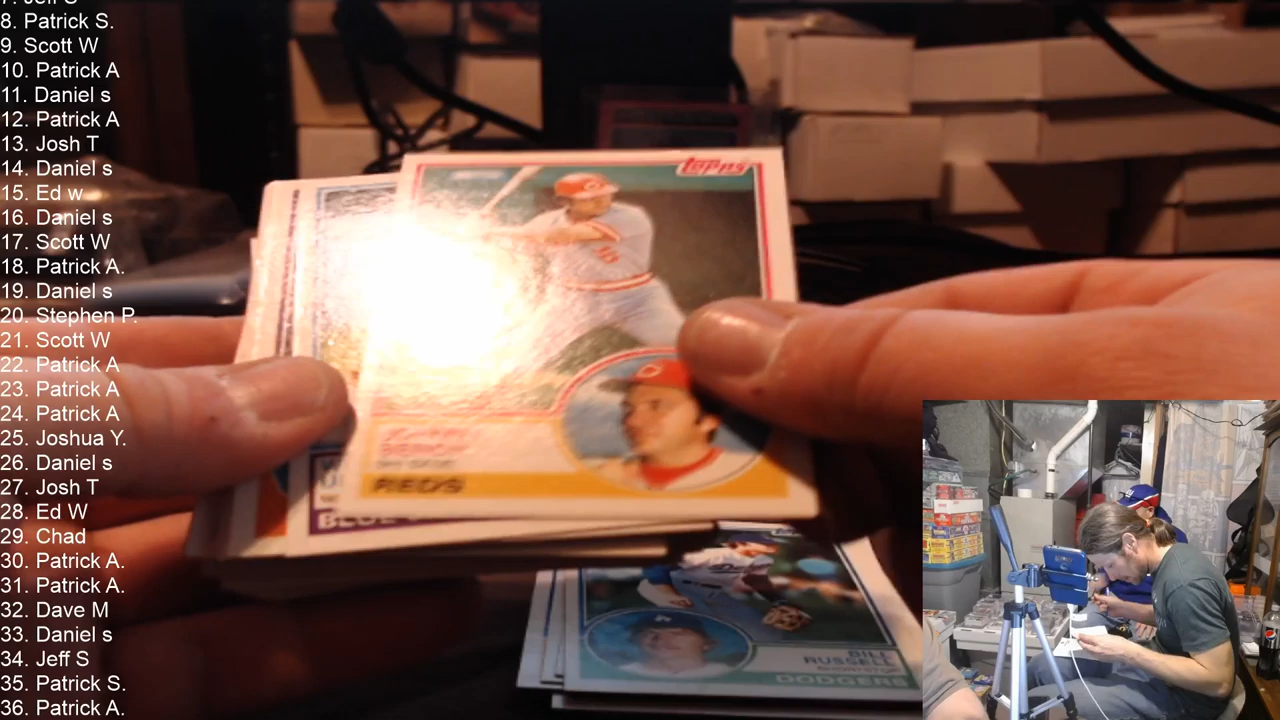 8. Patrick S.
9. Scott W
10. Patrick A
11. Daniel s
12. Patrick A
13. Josh T
14. Daniel s
15. Ed w
16. Daniel s
17. Scott W
18. Patrick A.
19. Daniel s
20. Stephen P.
21. Scott W
22. Patrick A
23. Patrick A
24. Patrick A
25. Joshua Y.
26. Daniel s
27. Josh T
28. Ed W
29. Chad
30. Patrick A.
31. Patrick A.
32. Dave M
33. Daniel s
34. Jeff S
35. Patrick S.
36. Patrick A.
topps
REDS
BLUE
BILL
RUSSELL
SHORTSTOP
DODGERS